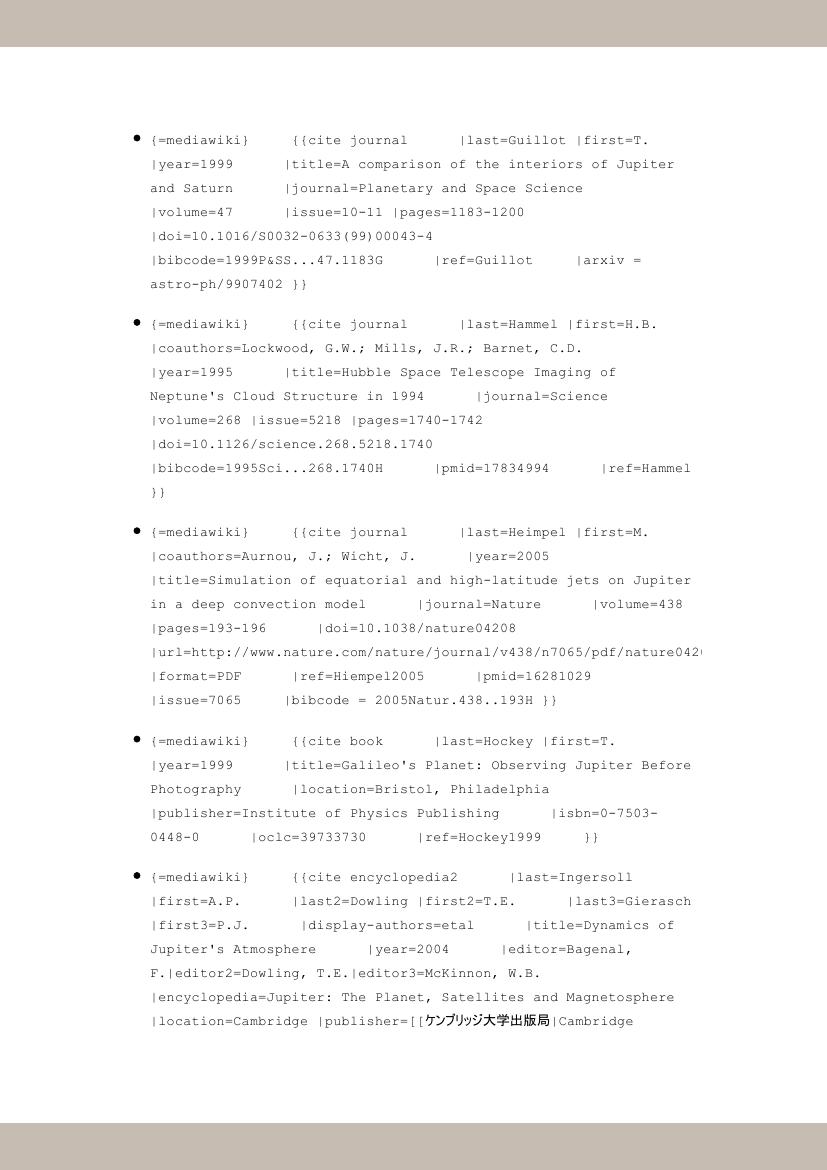 • {=mediawiki} {{cite journal |last=Guillot |first=T.
|year=1999 |title=A comparison of the interiors of Jupiter
and Saturn |journal=Planetary and Space Science
|volume=47 |issue=10-11 |pages=1183-1200
|doi=10.1016/S0032-0633(99)00043-4
|bibcode=1999P&SS...47.1183G |ref=Guillot |arxiv =
astro-ph/9907402 }}
• {=mediawiki} {{cite journal |last=Hammel |first=H.B.
|coauthors=Lockwood, G.W.; Mills, J.R.; Barnet, C.D.
|year=1995 |title=Hubble Space Telescope Imaging of
Neptune's Cloud Structure in 1994 |journal=Science
|volume=268 |issue=5218 |pages=1740-1742
|doi=10.1126/science.268.5218.1740
|bibcode=1995Sci...268.1740H |pmid=17834994 |ref=Hammel
}}
• {=mediawiki} {{cite journal |last=Heimpel |first=M.
|coauthors=Aurnou, J.; Wicht, J. |year=2005
|title=Simulation of equatorial and high-latitude jets on Jupiter
in a deep convection model |journal=Nature |volume=438
|pages=193-196 |doi=10.1038/nature04208
|url=http://www.nature.com/nature/journal/v438/n7065/pdf/nature042
|format=PDF |ref=Hiempel2005 |pmid=16281029
|issue=7065 |bibcode = 2005Natur.438..193H }}
• {=mediawiki} {{cite book |last=Hockey |first=T.
|year=1999 |title=Galileo's Planet: Observing Jupiter Before
Photography |location=Bristol, Philadelphia
|publisher=Institute of Physics Publishing |isbn=0-7503-
0448-0 |oclc=39733730 |ref=Hockey1999 }}
• {=mediawiki} {{cite encyclopedia2 |last=Ingersoll
|first=A.P. |last2=Dowling |first2=T.E. |last3=Gierasch
|first3=P.J. |display-authors=etal |title=Dynamics of
Jupiter's Atmosphere |year=2004 |editor=Bagenal,
F.|editor2=Dowling, T.E.|editor3=McKinnon, W.B.
|encyclopedia=Jupiter: The Planet, Satellites and Magnetosphere
|location=Cambridge |publisher=[[ケンブリッジ大学出版局|Cambridge